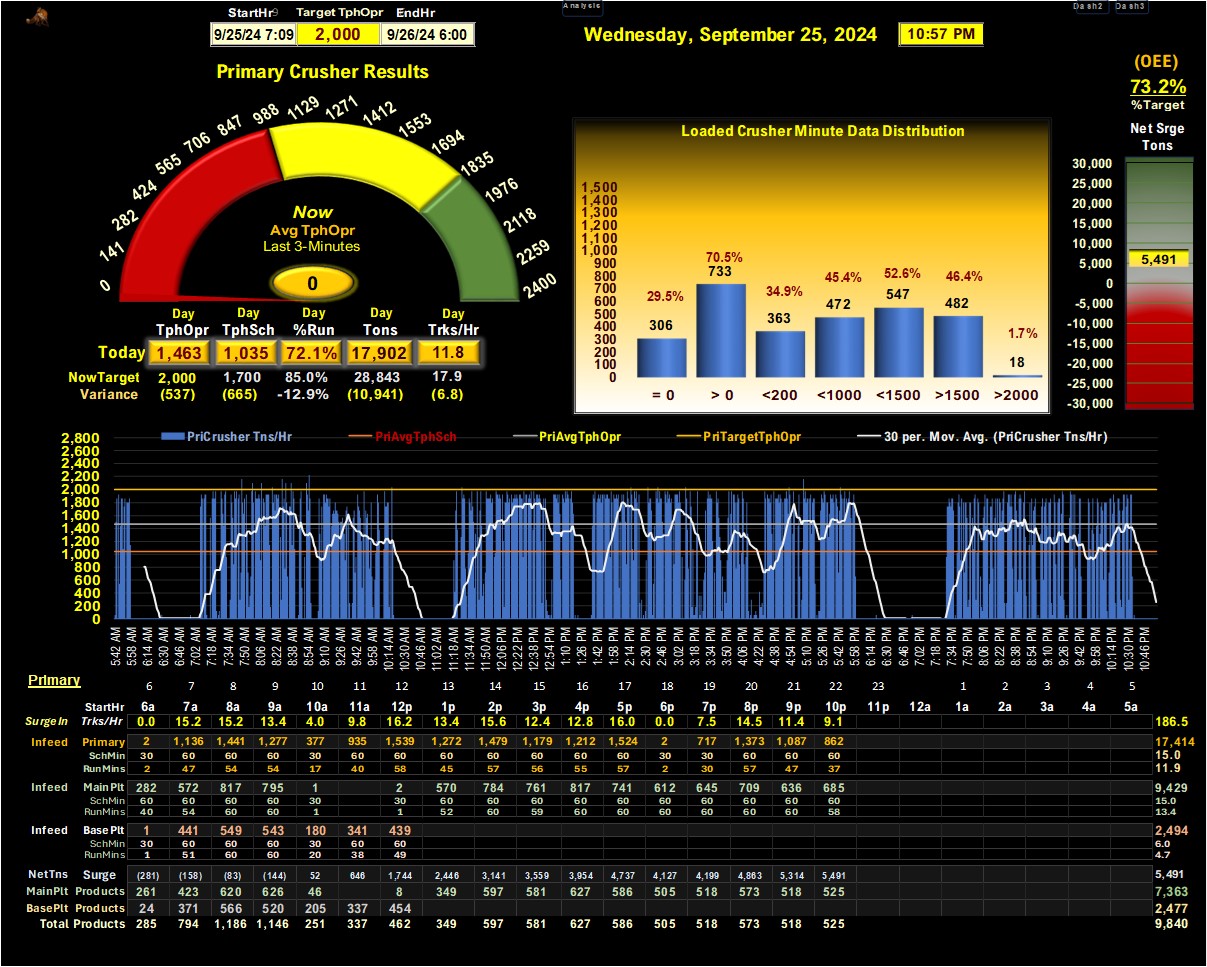 Analysis
Dash2 Dash3
StartHr Target TphOpr EndHr
9/25/24 7:09 2,000 9/26/24 6:00
Wednesday, September 25, 2024 10:57 PM
(OEE)
73.2%
%Target
Net Srge
Tons
30,000
25,000
20,000
15,000
10,000
5,000
0
-5,000
-10,000
-15,000
-20,000
-25,000
-30,000
5,491
Primary Crusher Results
0 141 282 424 565 706 847 988 1129 1271 1412 1553 1694 1835 1976 2118 2259 2400
Now
Avg TphOpr
Last 3-Minutes
0
Day Day Day Day Day
TphOpr TphSch %Run Tons Trks/Hr
Today 1,463 1,035 72.1% 17,902 11.8
NowTarget 2,000 1,700 85.0% 28,843 17.9
Variance (537) (665) -12.9% (10,941) (6.8)
Loaded Crusher Minute Data Distribution
1,500
1,400
1,300
1,200
1,100
1,000
900
800
700
600
500
400
300
200
100
0
29.5% 70.5% 34.9% 45.4% 52.6% 46.4% 1.7%
306 733 363 472 547 482 18
= 0 > 0 <200 <1000 <1500 >1500 >2000
PriCrusher Tns/Hr PriAvgTphSch PriAvgTphOpr PriTargetTphOpr 30 per. Mov. Avg. (PriCrusher Tns/Hr)
2,800
2,600
2,400
2,200
2,000
1,800
1,600
1,400
1,200
1,000
800
600
400
200
0
5:42 AM 5:58 AM 6:14 AM 6:30 AM 6:46 AM 7:02 AM 7:18 AM 7:34 AM 7:50 AM 8:06 AM 8:22 AM 8:38 AM 8:54 AM 9:10 AM 9:26 AM 9:42 AM 9:58 AM 10:14 AM 10:30 AM 10:46 AM 11:02 AM 11:18 AM 11:34 AM 11:50 AM 12:06 PM 12:22 PM 12:38 PM 12:54 PM 1:10 PM 1:26 PM 1:42 PM 1:58 PM 2:14 PM 2:30 PM 2:46 PM 3:02 PM 3:18 PM 3:34 PM 3:50 PM 4:06 PM 4:22 PM 4:38 PM 4:54 PM 5:10 PM 5:26 PM 5:42 PM 5:58 PM 6:14 PM 6:30 PM 6:46 PM 7:02 PM 7:18 PM 7:34 PM 7:50 PM 8:06 PM 8:22 PM 8:38 PM 8:54 PM 9:10 PM 9:26 PM 9:42 PM 9:58 PM 10:14 PM 10:30 PM 10:46 PM
Primary
6 7 8 9 10 11 12 13 14 15 16 17 18 19 20 21 22 23 1 2 3 4 5
StartHr 6a 7a 8a 9a 10a 11a 12p 1p 2p 3p 4p 5p 6p 7p 8p 9p 10p 11p 12a 1a 2a 3a 4a 5a
SurgeIn Trks/Hr 0.0 15.2 15.2 13.4 4.0 9.8 16.2 13.4 15.6 12.4 12.8 16.0 0.0 7.5 14.5 11.4 9.1 186.5
Infeed Primary 2 1,136 1,441 1,277 377 935 1,539 1,272 1,479 1,179 1,212 1,524 2 717 1,373 1,087 862 17,414
SchMin 30 60 60 60 30 60 60 60 60 60 60 60 30 30 60 60 60 15.0
RunMins 2 47 54 54 17 40 58 45 57 56 55 57 2 30 57 47 37 11.9
Infeed MainPlt 282 572 817 795 1 2 570 784 761 817 741 612 645 709 636 685 9,429
SchMin 60 60 60 60 30 30 60 60 60 60 60 60 60 60 60 60 15.0
RunMins 40 54 60 60 1 1 52 60 59 60 60 60 60 60 60 58 13.4
Infeed BasePlt 1 441 549 543 180 341 439 2,494
SchMin 30 60 60 60 30 60 60 6.0
RunMins 1 51 60 60 20 38 49 4.7
NetTns Surge (281) (158) (83) (144) 52 646 1,744 2,446 3,141 3,559 3,954 4,737 4,127 4,199 4,863 5,314 5,491 5,491
MainPlt Products 261 423 620 626 46 8 349 597 581 627 586 505 518 573 518 525 7,363
BasePlt Products 24 371 566 520 205 337 454 2,477
Total Products 285 794 1,186 1,146 251 337 462 349 597 581 627 586 505 518 573 518 525 9,840